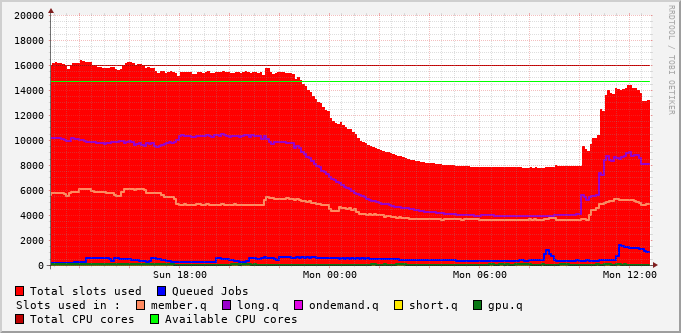 20000
18000
16000
14000
12000
10000
8000
6000
4000
2000
0
Sun 18:00 Mon 00:00 Mon 06:00 Mon 12:00
Total slots used Queued Jobs
Slots used in : member.q long.q ondemand.q short.q gpu.q
Total CPU cores Available CPU cores
RRDTOOL / TOBI OETIKER